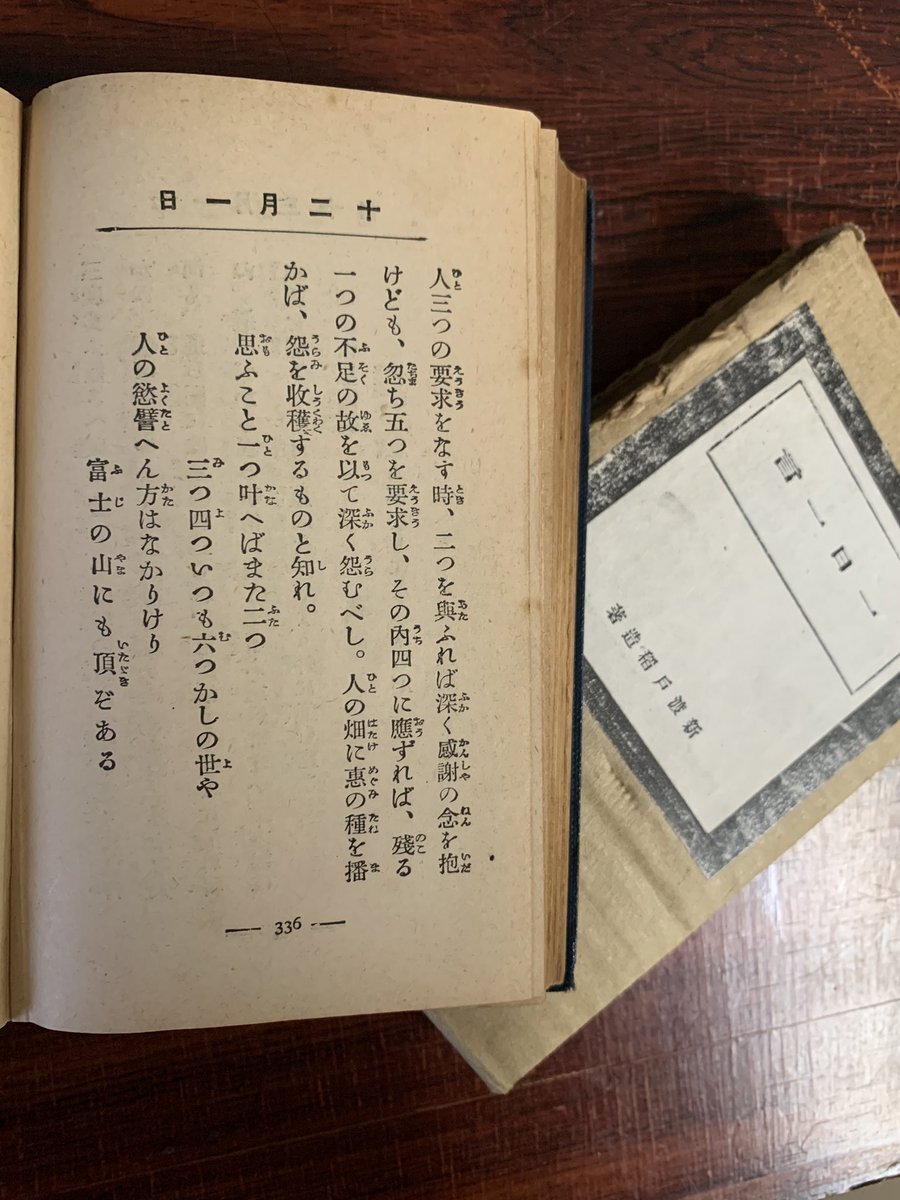 十二月一日
人三つの要求をなす時、二つを與ふれば深く感謝の念を抱
けども、忽ち五つを要求し、その內四つに應ずれば、殘る
一つの不足の故を以て深く怨むべし。人の畑に惠の種を播
かば、怨を收穫するものと知れ。
思ふこと一つ叶へばまた二つ
三つ四ついつも六つかしの世や
人の慾譬へん方はなかりけり
富士の山にも頂ぞある
336
一日一言
新渡戶稻造著